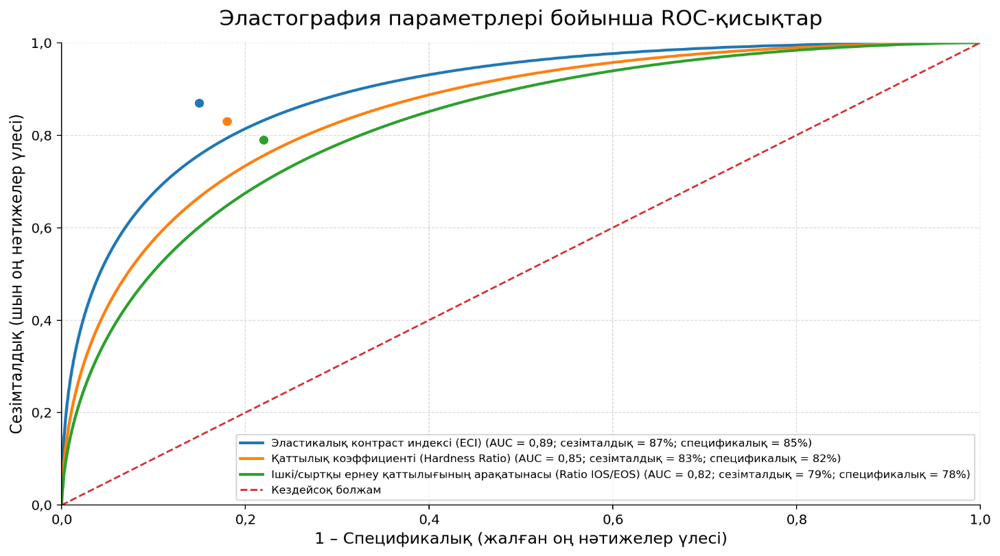 Эластография параметрлері бойынша ROC-қисықтар
Сезімталдық (шын оң нәтижелер үлесі)
1,0
0,8
0,6
0,4
0,2
0,0
Эластикалық контраст индексі (ECI) (AUC = 0,89; сезімталдық = 87%; спецификалық = 85%)
Қаттылық коэффициенті (Hardness Ratio) (AUC = 0,85; сезімталдық = 83%; спецификалық = 82%)
Ішкі/сыртқы ернеу қаттылығының арақатынасы (Ratio IOS/EOS) (AUC = 0,82; сезімталдық = 79%; спецификалық = 78%)
Кездейсоқ болжам
0,0 0,2 0,4 0,6 0,8 1,0
1 – Спецификалық (жалған оң нәтижелер үлесі)